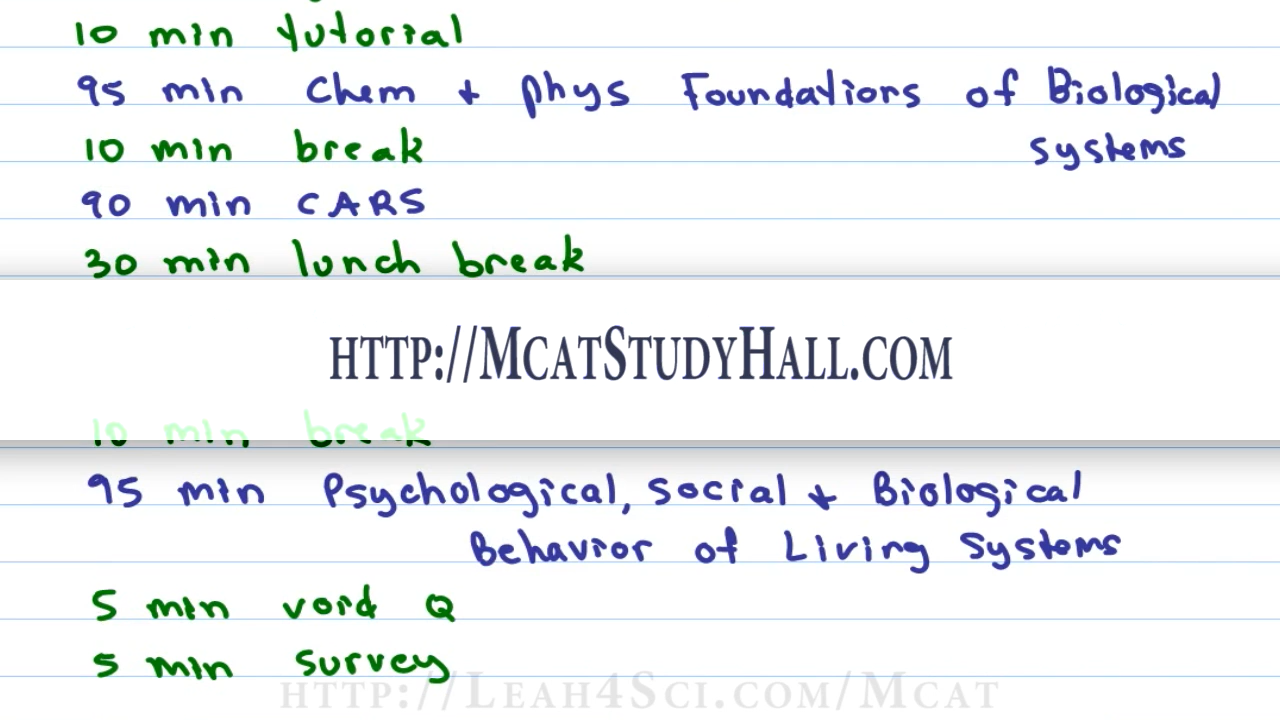 10 min tutorial
95 min Chem + phys Foundations of Biological
systems
10 min break
90 min CARS
30 min lunch break
HTTP://MCATSTUDYHALL.COM
10 min break
95 min Psychological, social + Biological
Behavior of Living Systems
5 min void Q
5 min survey
HTTP://LEAH4SCI.COM/MCAT